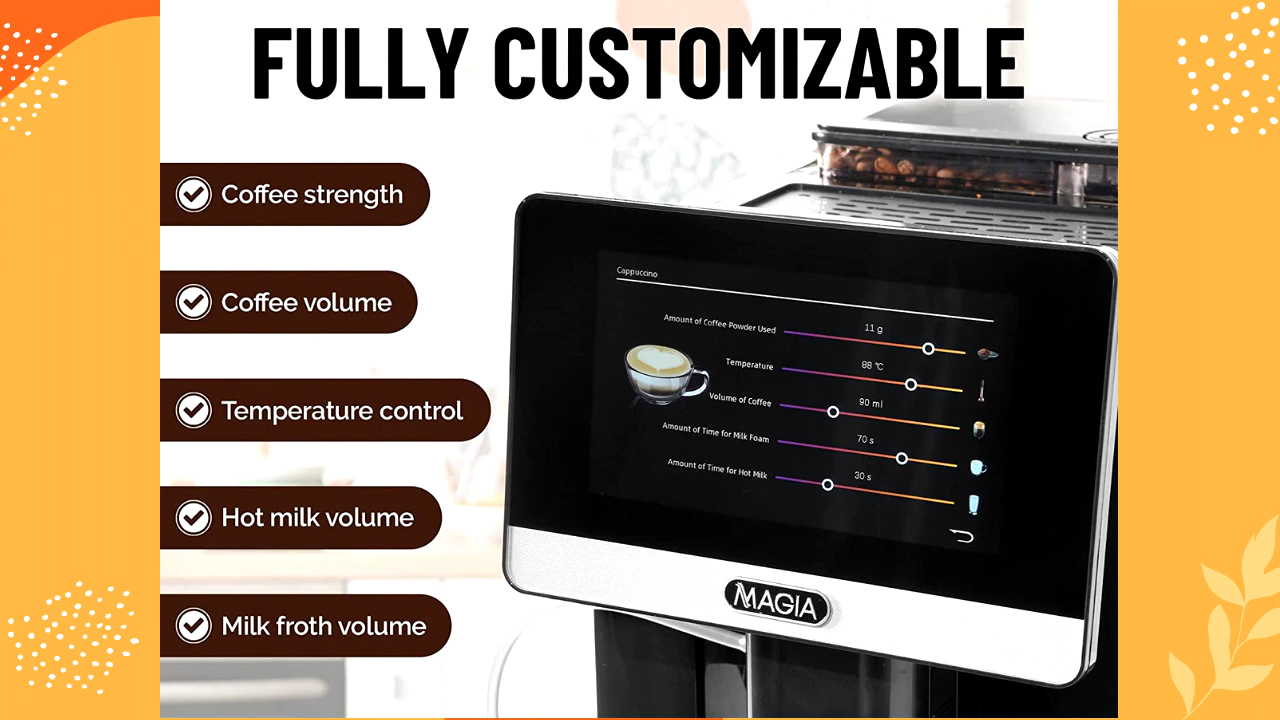 FULLY CUSTOMIZABLE
Coffee strength
Coffee volume
Temperature control
Hot milk volume
Milk froth volume
Cappuccino
Amount of Coffee Powder Used 11 g
Temperature 88 °C
Volume of Coffee 90 ml
Amount of Time for Milk Foam 70 s
Amount of Time for Hot Milk 30 s
MAGIA